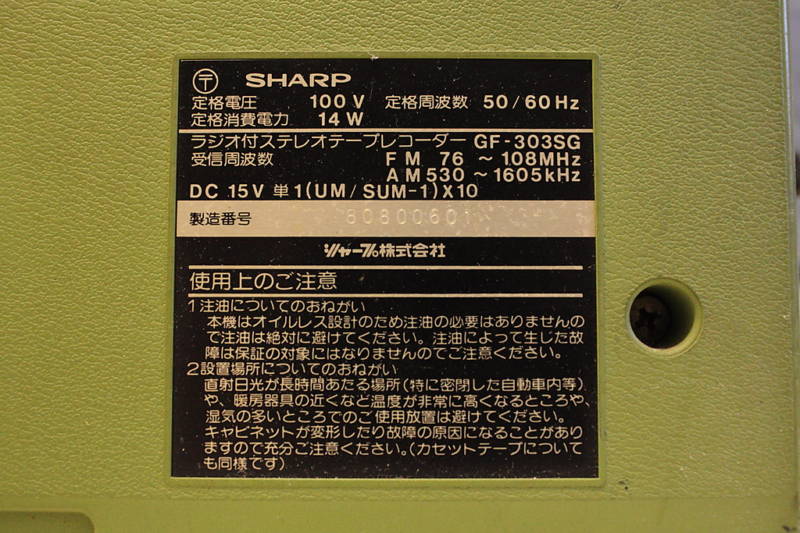 〒 SHARP
定格電圧 100V 定格周波数 50/60Hz
定格消費電力 14W
ラジオ付ステレオテープレコーダー GF-303SG
受信周波数 FM 76～108MHz
AM 530～1605kHz
DC 15V 単1(UM/SUM-1)X10
製造番号 80800601
シャープ株式会社
使用上のご注意
1注油についてのおねがい
本機はオイルレス設計のため注油の必要はありませんの
で注油は絶対に避けてください。注油によって生じた故
障は保証の対象にはなりませんのでご注意ください。
2設置場所についてのおねがい
直射日光が長時間あたる場所(特に密閉した自動車内等)
や、暖房器具の近くなど温度が非常に高くなるところや、
湿気の多いところでのご使用放置は避けてください。
キャビネットが変形したり故障の原因になることがあり
ますので充分ご注意ください。(カセットテープについて
も同様です)